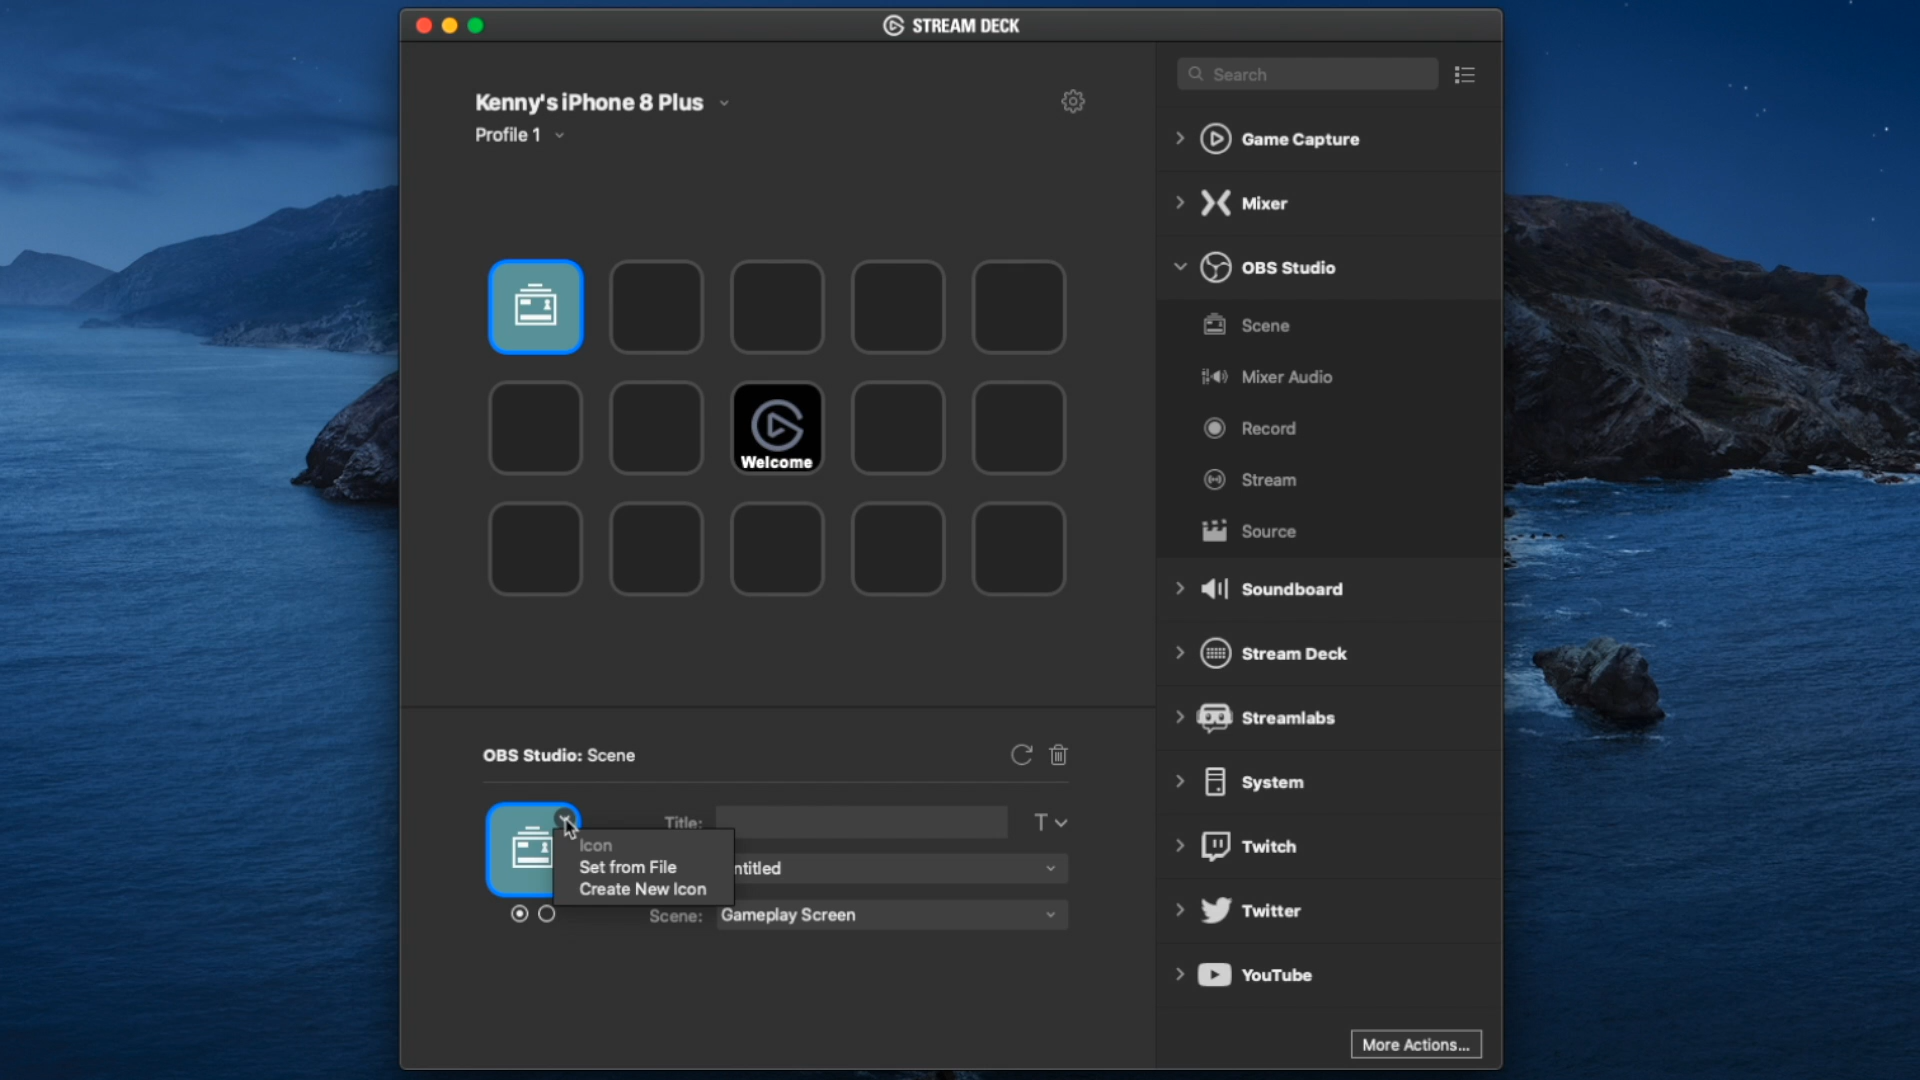 STREAM DECK
Kenny's iPhone 8 Plus
Profile 1
Search
Game Capture
Mixer
OBS Studio
Scene
Mixer Audio
Record
Stream
Source
Soundboard
Stream Deck
Streamlabs
System
Twitch
Twitter
YouTube
More Actions...
Welcome
OBS Studio: Scene
Title:
T
Icon
Set from File
Create New Icon
ntitled
Scene: Gameplay Screen